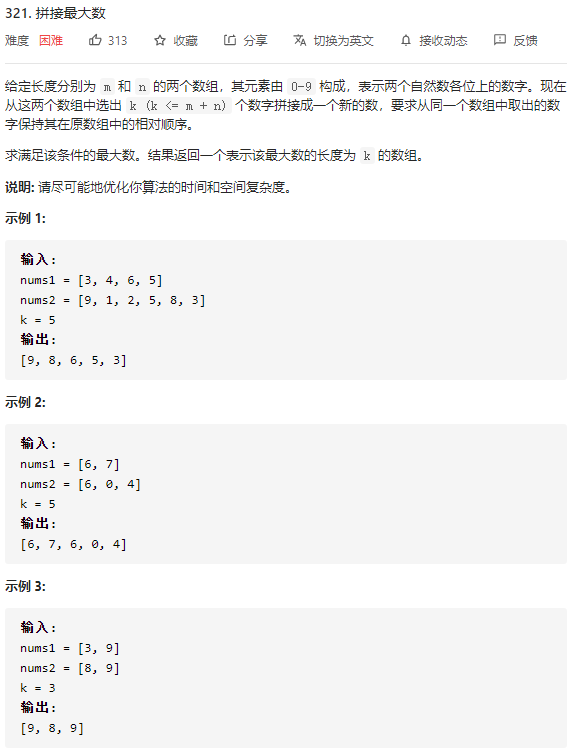 321. 拼接最大数
难度 困难 313 收藏 分享 切换为英文 接收动态 反馈
给定长度分别为 m 和 n 的两个数组，其元素由 0-9 构成，表示两个自然数各位上的数字。现在
从这两个数组中选出 k (k <= m + n) 个数字拼接成一个新的数，要求从同一个数组中取出的数
字保持其在原数组中的相对顺序。
求满足该条件的最大数。结果返回一个表示该最大数的长度为 k 的数组。
说明: 请尽可能地优化你算法的时间和空间复杂度。
示例 1:
输入:
nums1 = [3, 4, 6, 5]
nums2 = [9, 1, 2, 5, 8, 3]
k = 5
输出:
[9, 8, 6, 5, 3]
示例 2:
输入:
nums1 = [6, 7]
nums2 = [6, 0, 4]
k = 5
输出:
[6, 7, 6, 0, 4]
示例 3:
输入:
nums1 = [3, 9]
nums2 = [8, 9]
k = 3
输出:
[9, 8, 9]